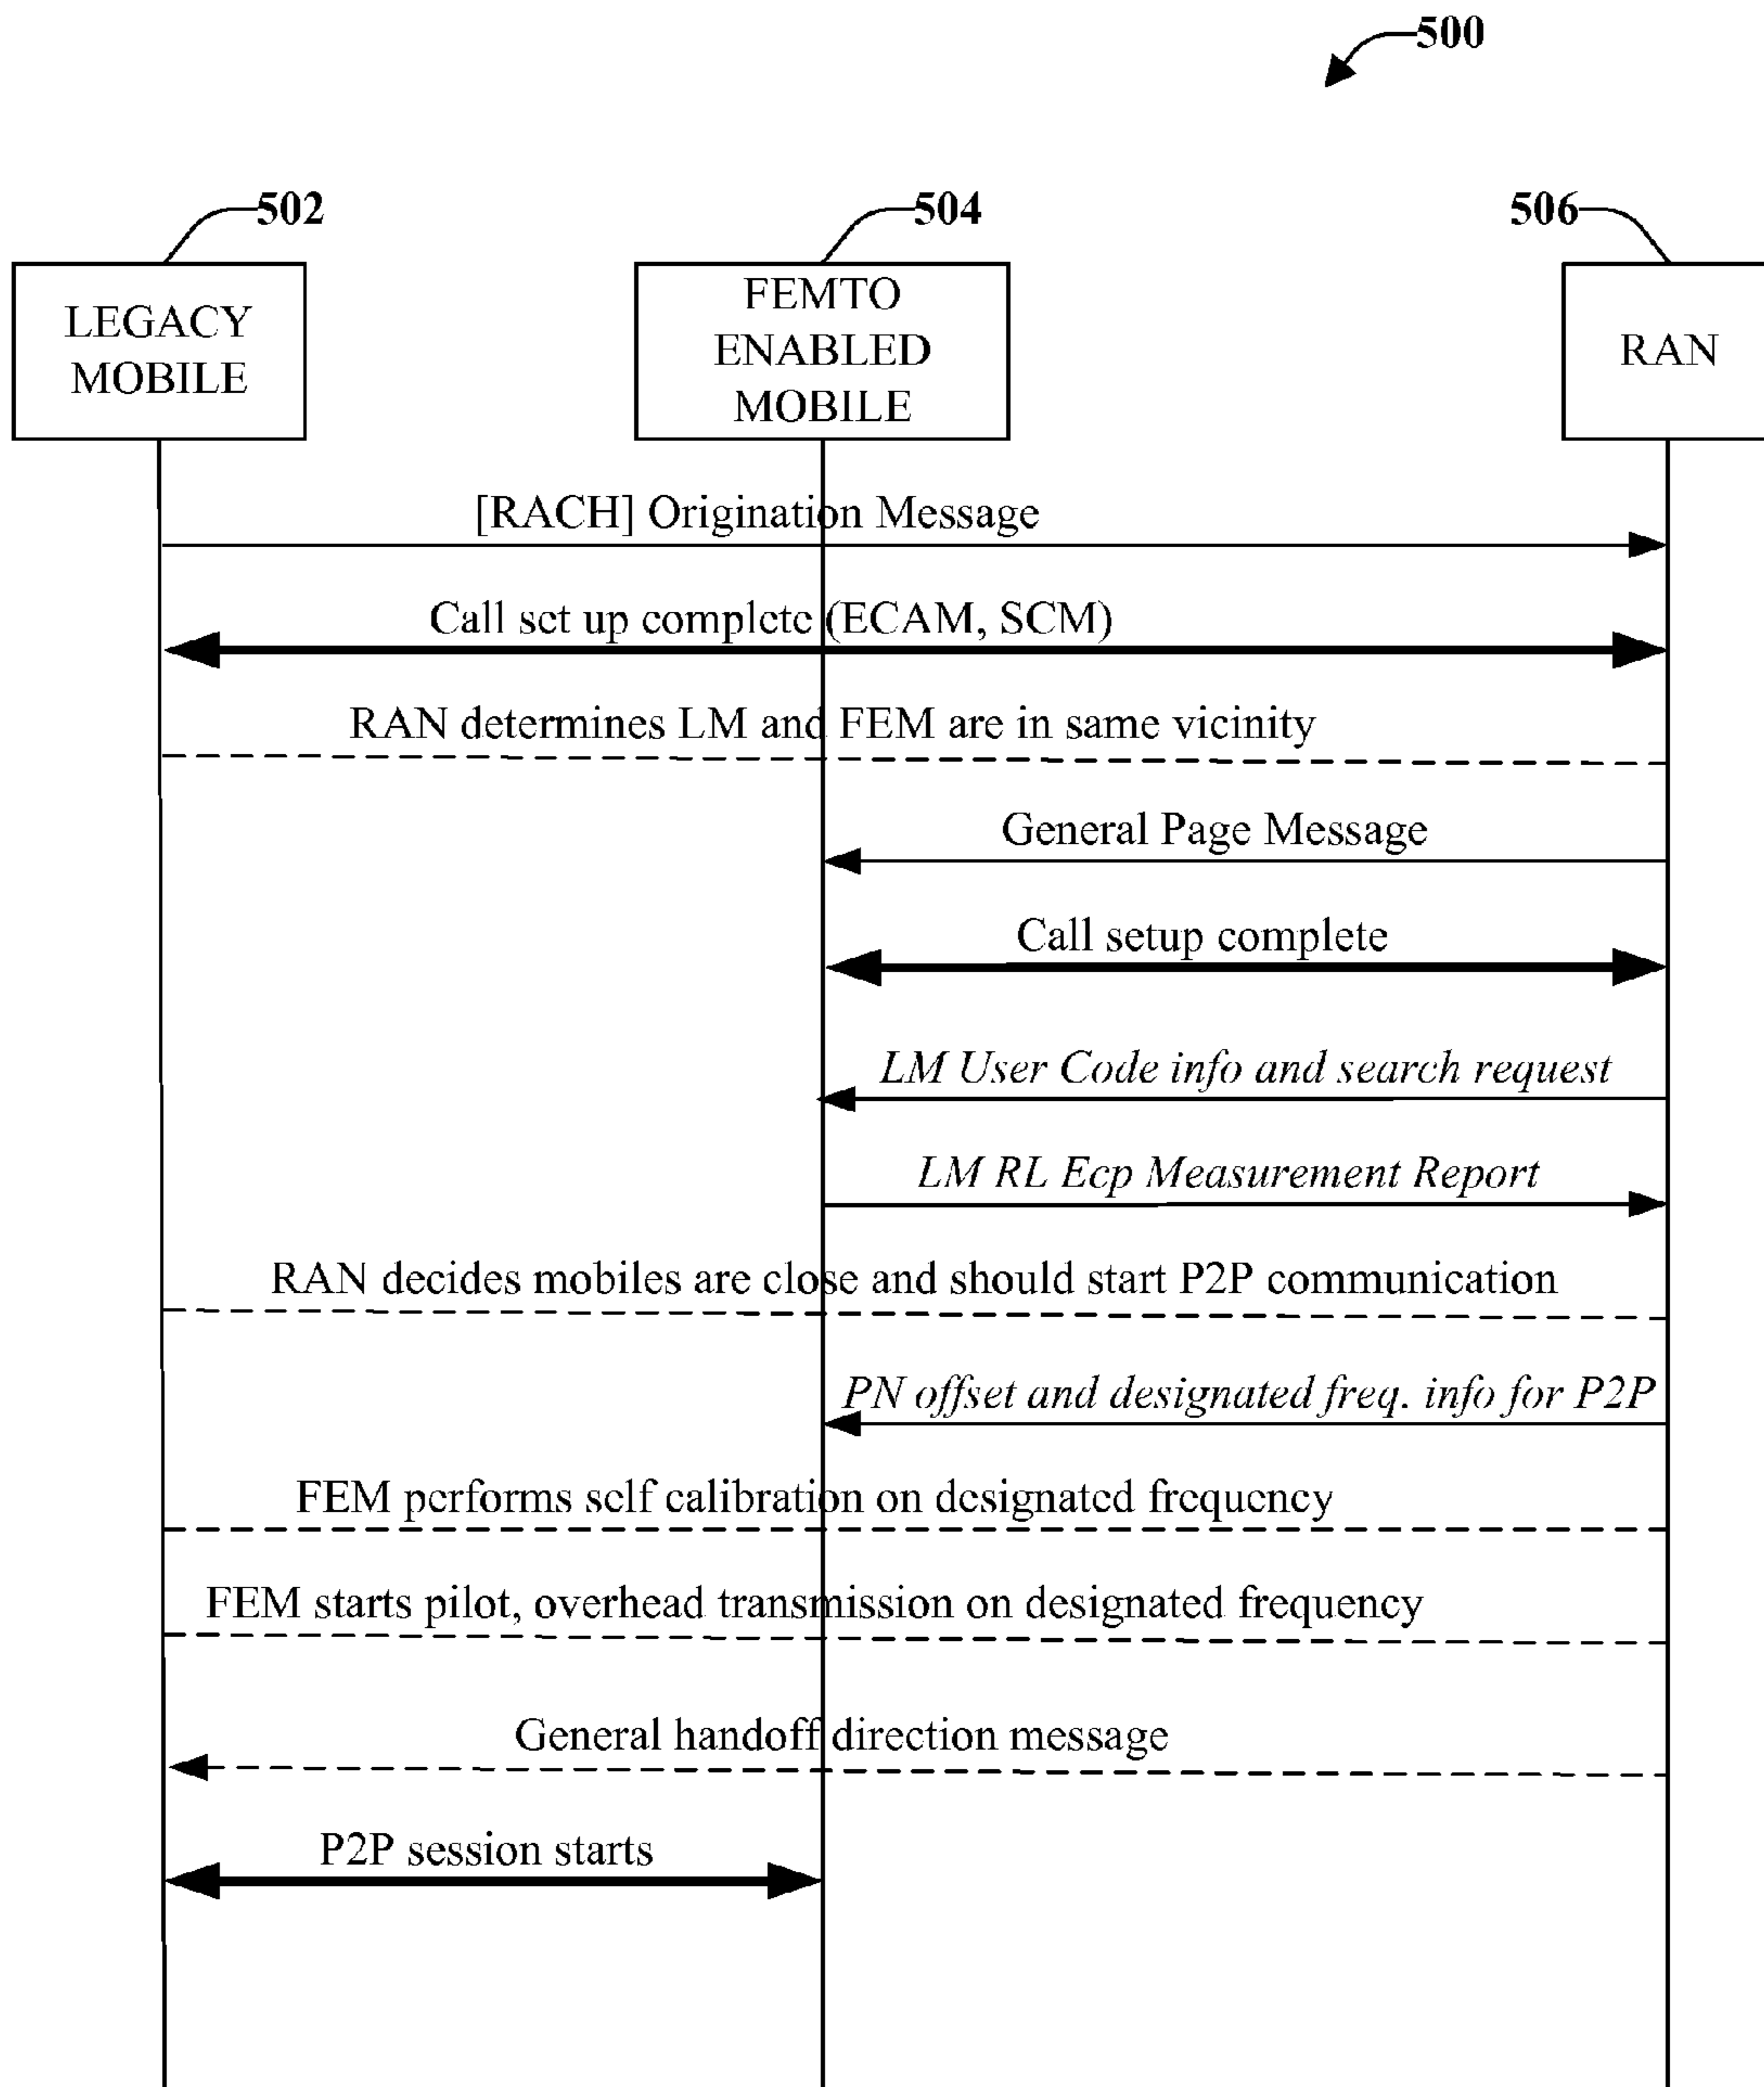 500
502
504
506
LEGACY
MOBILE
FEMTO
ENABLED
MOBILE
RAN
[RACH] Origination Message
Call set up complete (ECAM, SCM)
RAN determines LM and FEM are in same vicinity
General Page Message
Call setup complete
LM User Code info and search request
LM RL Ecp Measurement Report
RAN decides mobiles are close and should start P2P communication
PN offset and designated freq. info for P2P
FEM performs self calibration on designated frequency
FEM starts pilot, overhead transmission on designated frequency
General handoff direction message
P2P session starts